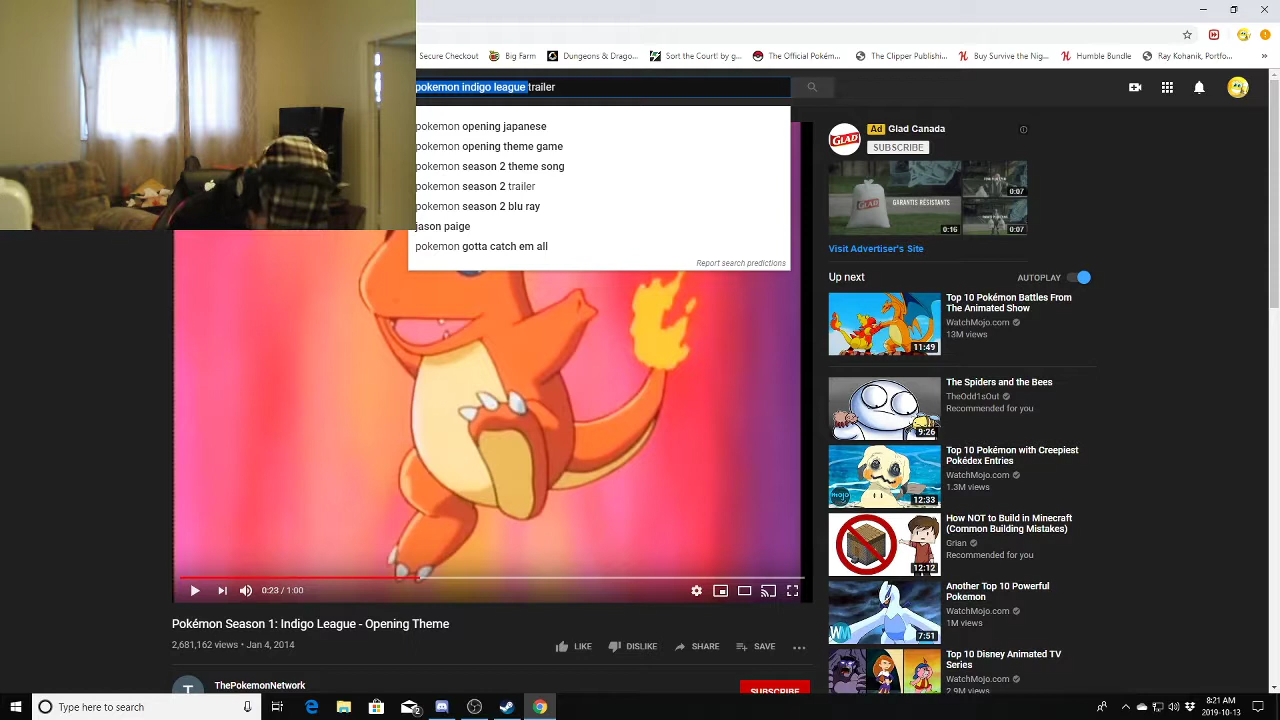 Secure Checkout
Big Farm
Dungeons & Drago...
Sort the Court! by g...
The Official Pokém...
The Clipper Publishi...
Buy Survive the Nig...
Humble Bundle
Ray Kohanik, Portfo...
»
pokemon indigo league trailer
pokemon opening japanese
pokemon opening theme game
pokemon season 2 theme song
pokemon season 2 trailer
pokemon season 2 blu ray
jason paige
pokemon gotta catch em all
Report search predictions
GLAD
Ad Glad Canada
SUBSCRIBE
GLAD
GARANTIS RÉSISTANTS
0:16
0:07
0:07
Visit Advertiser's Site
Up next
AUTOPLAY
11:49
Top 10 Pokémon Battles From
The Animated Show
WatchMojo.com
13M views
9:26
The Spiders and the Bees
TheOdd1sOut
Recommended for you
MOJO
12:33
Top 10 Pokémon with Creepiest
Pokédex Entries
WatchMojo.com
1.3M views
12:12
How NOT to Build in Minecraft
(Common Building Mistakes)
Grian
Recommended for you
7:51
Another Top 10 Powerful
Pokemon
WatchMojo.com
1M views
Top 10 Disney Animated TV
Series
WatchMojo.com
2.9M views
0:23 / 1:00
Pokémon Season 1: Indigo League - Opening Theme
2,681,162 views • Jan 4, 2014
LIKE
DISLIKE
SHARE
SAVE
T
ThePokemonNetwork
SUBSCRIBE
Type here to search
8:21 AM
2019-10-13